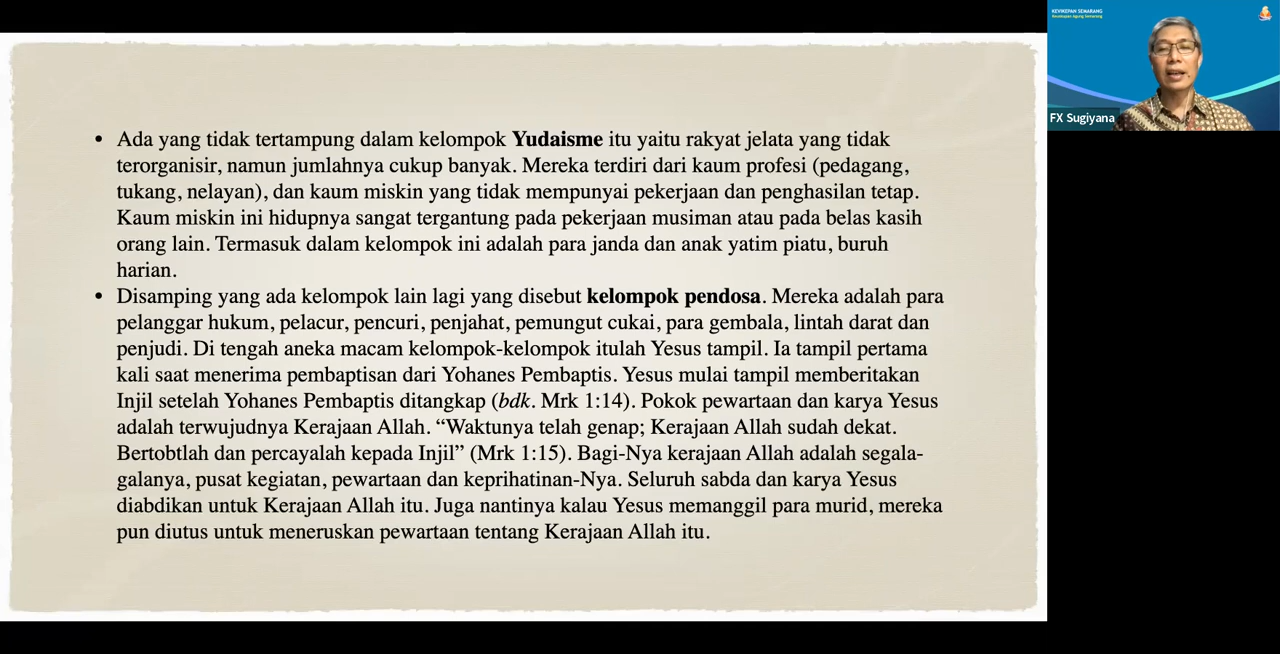 • Ada yang tidak tertampung dalam kelompok Yudaisme itu yaitu rakyat jelata yang tidak
terorganisir, namun jumlahnya cukup banyak. Mereka terdiri dari kaum profesi (pedagang,
tukang, nelayan), dan kaum miskin yang tidak mempunyai pekerjaan dan penghasilan tetap.
Kaum miskin ini hidupnya sangat tergantung pada pekerjaan musiman atau pada belas kasih
orang lain. Termasuk dalam kelompok ini adalah para janda dan anak yatim piatu, buruh
harian.
• Disamping yang ada kelompok lain lagi yang disebut kelompok pendosa. Mereka adalah para
pelanggar hukum, pelacur, pencuri, penjahat, pemungut cukai, para gembala, lintah darat dan
penjudi. Di tengah aneka macam kelompok-kelompok itulah Yesus tampil. Ia tampil pertama
kali saat menerima pembaptisan dari Yohanes Pembaptis. Yesus mulai tampil memberitakan
Injil setelah Yohanes Pembaptis ditangkap (bdk. Mrk 1:14). Pokok pewartaan dan karya Yesus
adalah terwujudnya Kerajaan Allah. “Waktunya telah genap; Kerajaan Allah sudah dekat.
Bertobtlah dan percayalah kepada Injil” (Mrk 1:15). Bagi-Nya kerajaan Allah adalah segala-
galanya, pusat kegiatan, pewartaan dan keprihatinan-Nya. Seluruh sabda dan karya Yesus
diabdikan untuk Kerajaan Allah itu. Juga nantinya kalau Yesus memanggil para murid, mereka
pun diutus untuk meneruskan pewartaan tentang Kerajaan Allah itu.
KEVIKEPAN SEMARANG
Keuskupan Agung Semarang
FX Sugiyana